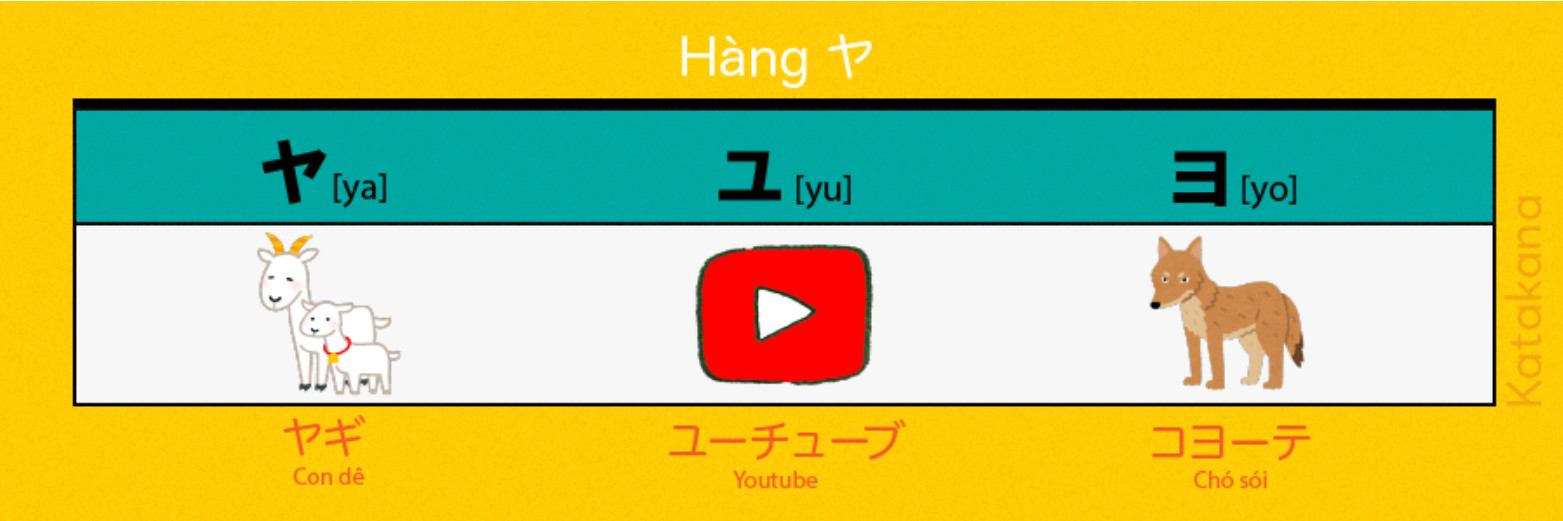 Hàng ヤ
ヤ[ya] ユ [yu] ヨ [yo]
ヤギ ユーチューブ コヨーテ
Con dê Youtube Chó sói
Katakana